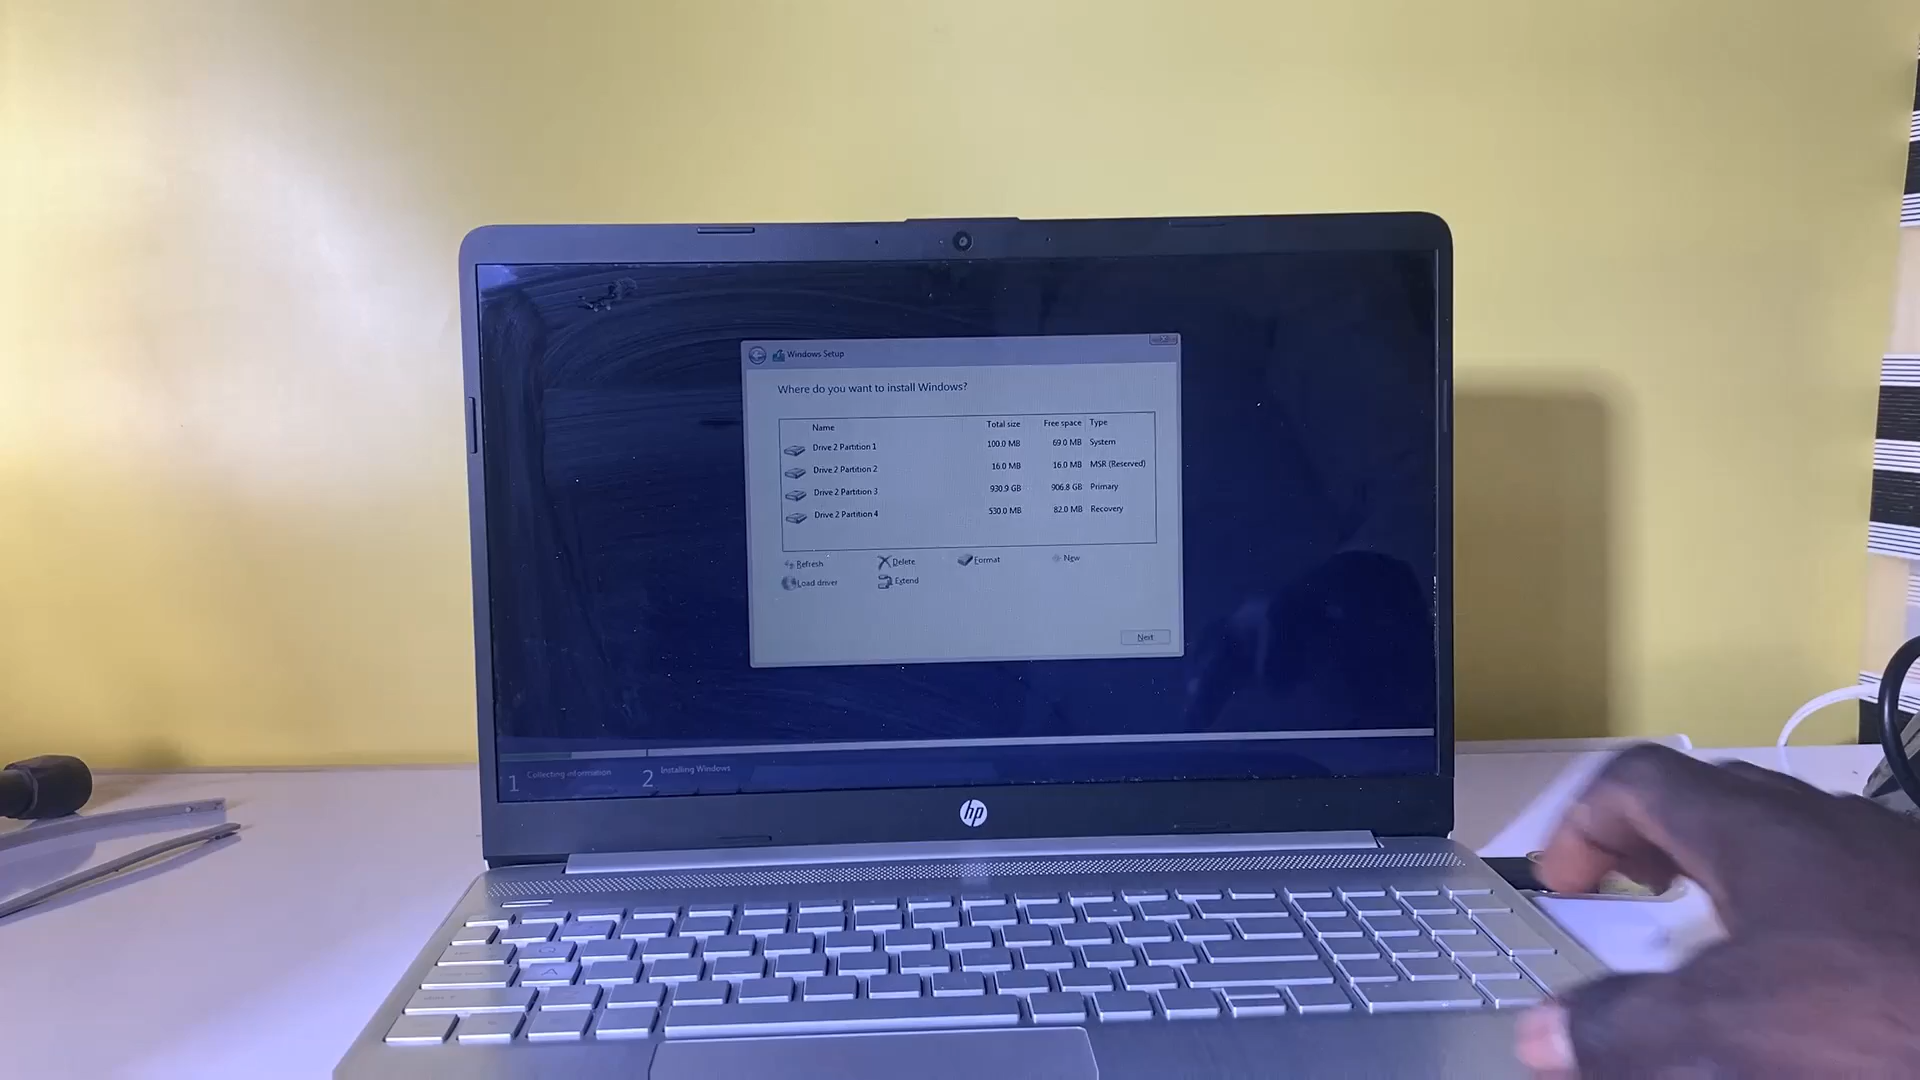 Windows Setup
Where do you want to install Windows?
Name Total size Free space Type
Drive 2 Partition 1 100.0 MB 69.0 MB System
Drive 2 Partition 2 16.0 MB 16.0 MB MSR (Reserved)
Drive 2 Partition 3 930.9 GB 906.8 GB Primary
Drive 2 Partition 4 530.0 MB 82.0 MB Recovery
Refresh Delete Format New
Load driver Extend
Next
1 Collecting information 2 Installing Windows
hp
A